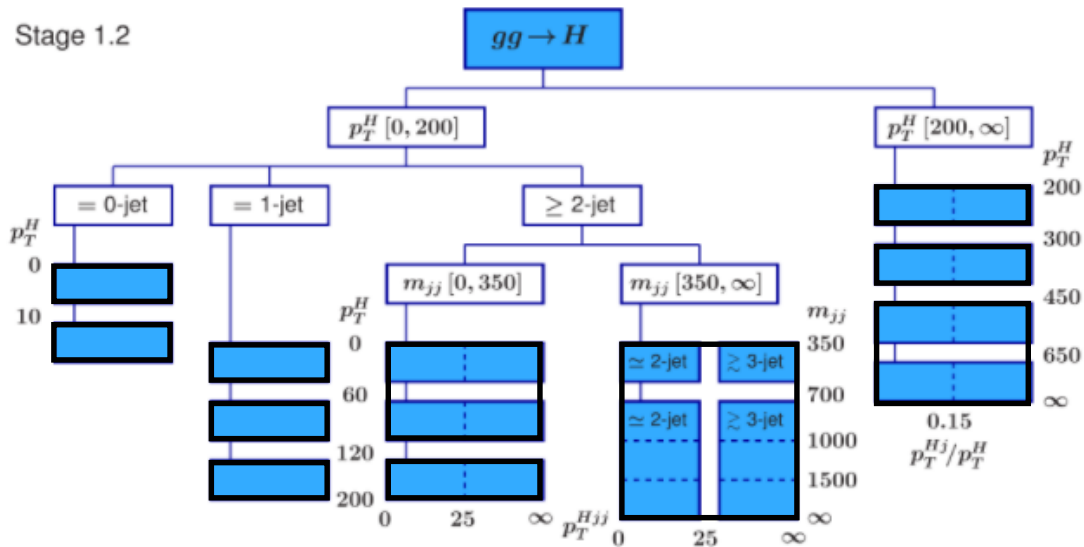 Stage 1.2
gg → H
p_T^H [0, 200]
p_T^H [200, ∞]
= 0-jet
= 1-jet
≥ 2-jet
m_jj [0, 350]
m_jj [350, ∞]
p_T^H
0
10
p_T^H
0
60
120
200
0 25 ∞
m_jj
350
700
1000
1500
∞
≃ 2-jet
≳ 3-jet
≃ 2-jet
≳ 3-jet
p_T^Hjj
0 25 ∞
p_T^H
200
300
450
650
∞
0.15
p_T^Hj/p_T^H